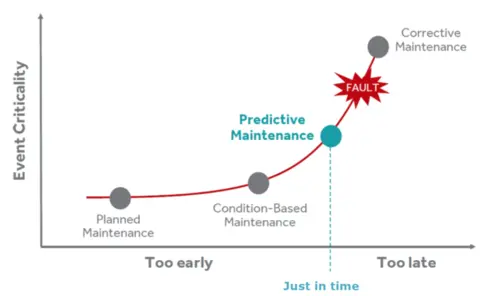 Corrective
Maintenance
FAULT
Predictive
Maintenance
Event Criticality
Condition-Based
Maintenance
Planned
Maintenance
Too early
Too late
Just in time